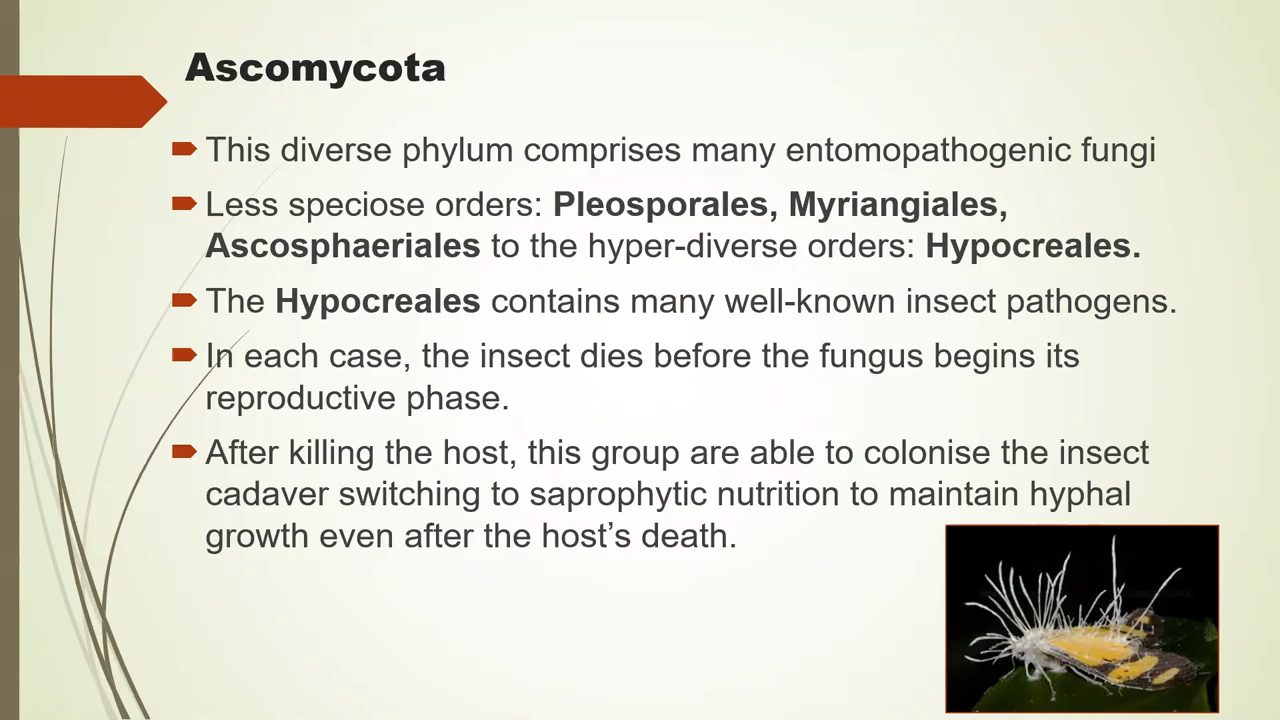 Ascomycota
This diverse phylum comprises many entomopathogenic fungi
Less speciose orders: Pleosporales, Myriangiales,
Ascosphaeriales to the hyper-diverse orders: Hypocreales.
The Hypocreales contains many well-known insect pathogens.
In each case, the insect dies before the fungus begins its
reproductive phase.
After killing the host, this group are able to colonise the insect
cadaver switching to saprophytic nutrition to maintain hyphal
growth even after the host’s death.